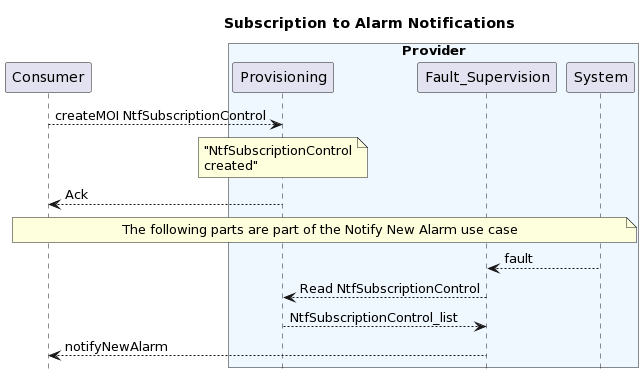 Subscription to Alarm Notifications
Provider
Consumer
Provisioning
Fault_Supervision
System
createMOI NtfSubscriptionControl
"NtfSubscriptionControl
created"
Ack
The following parts are part of the Notify New Alarm use case
fault
Read NtfSubscriptionControl
NtfSubscriptionControl_list
notifyNewAlarm